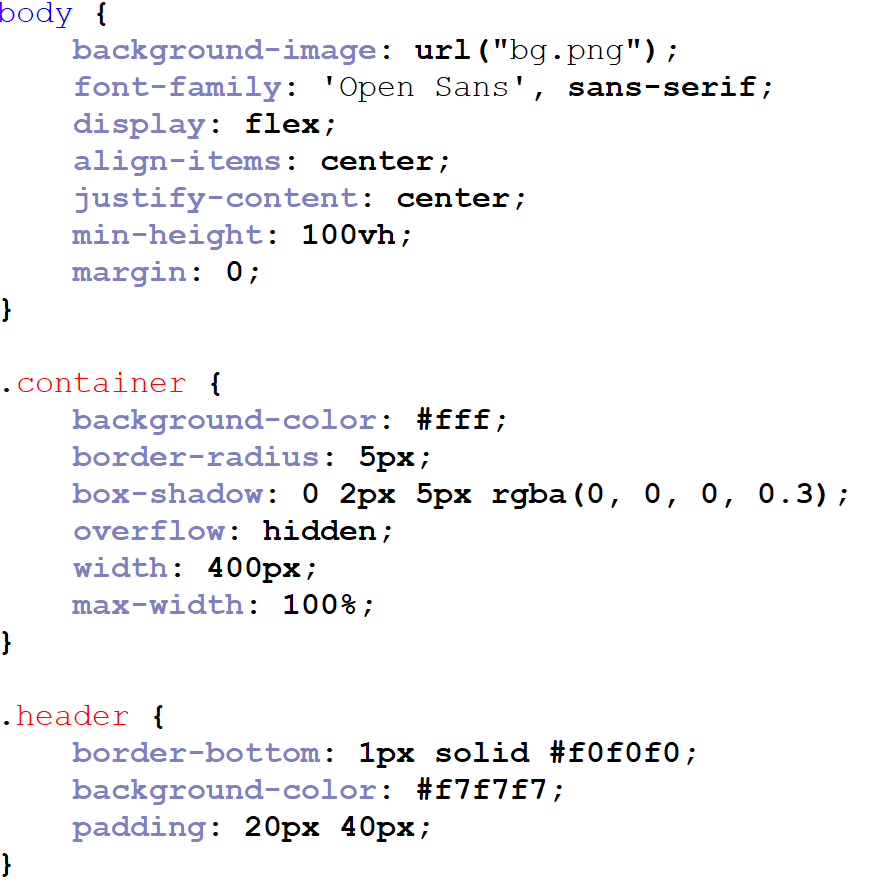 body {
    background-image: url("bg.png");
    font-family: 'Open Sans', sans-serif;
    display: flex;
    align-items: center;
    justify-content: center;
    min-height: 100vh;
    margin: 0;
}

.container {
    background-color: #fff;
    border-radius: 5px;
    box-shadow: 0 2px 5px rgba(0, 0, 0, 0.3);
    overflow: hidden;
    width: 400px;
    max-width: 100%;
}

.header {
    border-bottom: 1px solid #f0f0f0;
    background-color: #f7f7f7;
    padding: 20px 40px;
}